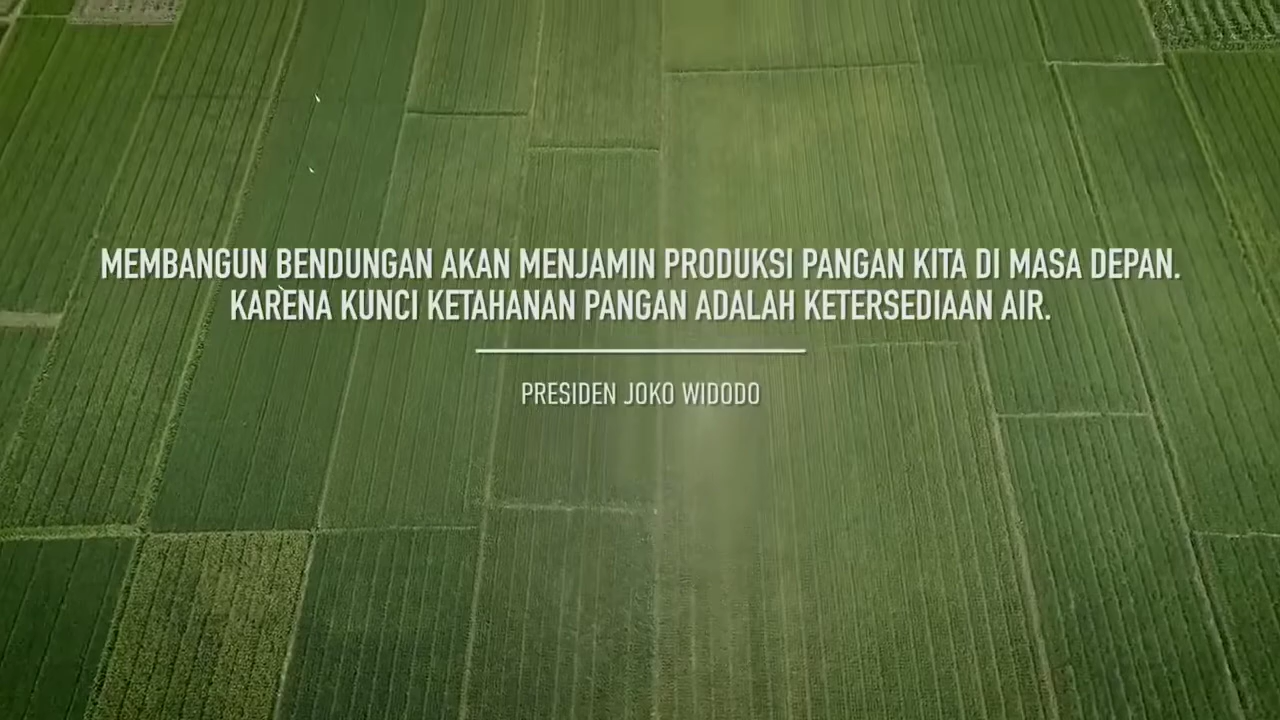 MEMBANGUN BENDUNGAN AKAN MENJAMIN PRODUKSI PANGAN KITA DI MASA DEPAN.
KARENA KUNCI KETAHANAN PANGAN ADALAH KETERSEDIAAN AIR.
PRESIDEN JOKO WIDODO